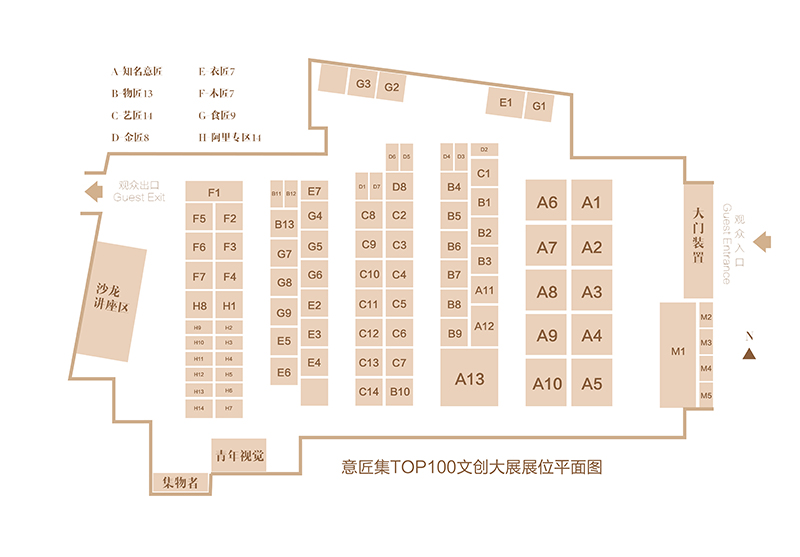 A 知名意匠 E 衣匠7
B 物匠13 F 木匠7
C 艺匠14 G 食匠9
D 金匠8 H 阿里专区14
G3 G2
E1 G1
观众出口
Guest Exit
F1
F5 F2
F6 F3
F7 F4
H8 H1
H9 H2
H10 H3
H11 H4
H12 H5
H13 H6
H14 H7
B11 B12 E7
B13 G4
G7 G5
G8 G6
G9 E2
E5 E3
E6 E4
D6 D5
D1 D7 D8
C8 C2
C9 C3
C10 C4
C11 C5
C12 C6
C13 C7
C14 B10
D4 D3 D2
B4 C1
B5 B1
B6 B2
B7 B3
B8 A11
B9 A12
A13
A6 A1
A7 A2
A8 A3
A9 A4
A10 A5
大门装置
观众入口
Guest Entrance
M1
M2
M3
M4
M5
N
沙龙
讲座区
青年视觉
集物者
意匠集TOP100文创大展展位平面图